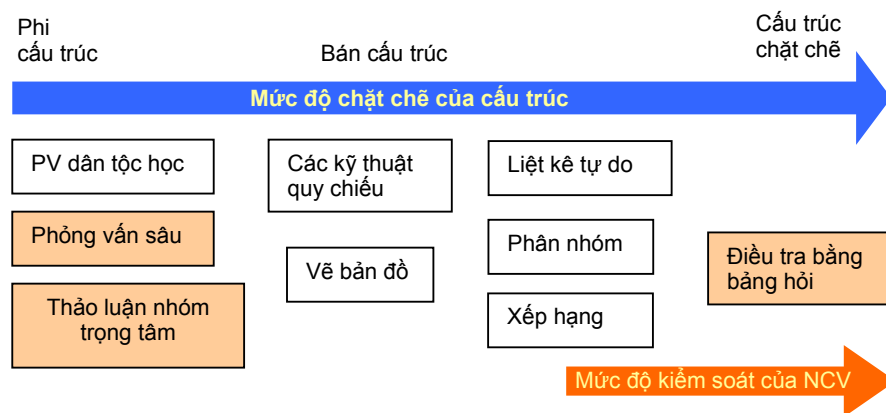 Phi
cấu trúc
Bán cấu trúc
Cấu trúc
chặt chẽ
Mức độ chặt chẽ của cấu trúc
PV dân tộc học
Các kỹ thuật
quy chiếu
Liệt kê tự do
Phỏng vấn sâu
Phân nhóm
Điều tra bằng
bảng hỏi
Vẽ bản đồ
Thảo luận nhóm
trọng tâm
Xếp hạng
Mức độ kiểm soát của NCV